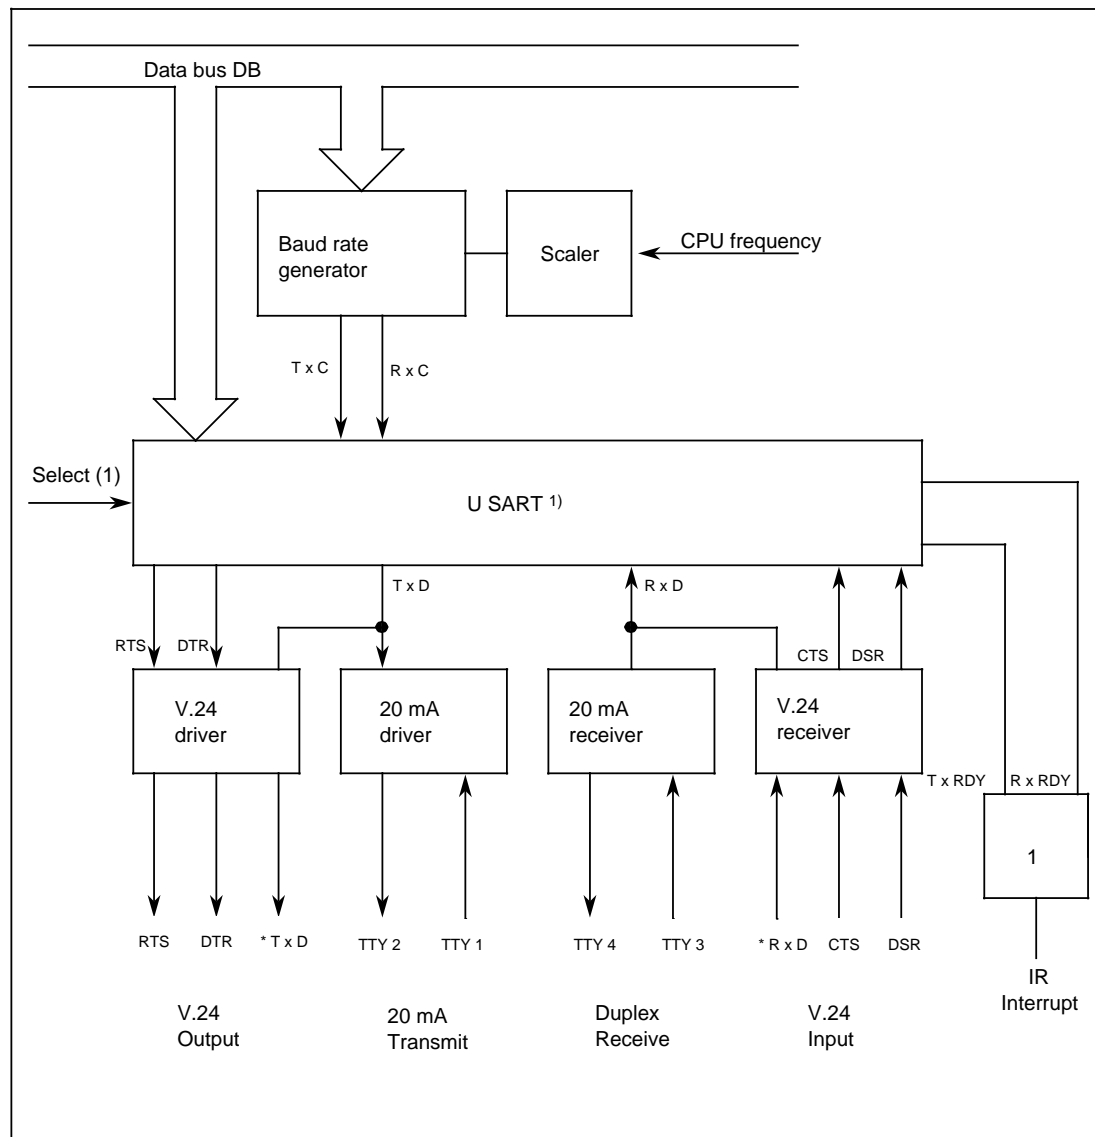 Data bus DB
Baud rate
generator
Scaler
CPU frequency
T x C
R x C
Select (1)
U SART 1)
T x D
R x D
RTS
DTR
CTS
DSR
V.24
driver
20 mA
driver
20 mA
receiver
V.24
receiver
T x RDY
R x RDY
1
RTS
DTR
* T x D
TTY 2
TTY 1
TTY 4
TTY 3
* R x D
CTS
DSR
IR
Interrupt
V.24
Output
20 mA
Transmit
Duplex
Receive
V.24
Input